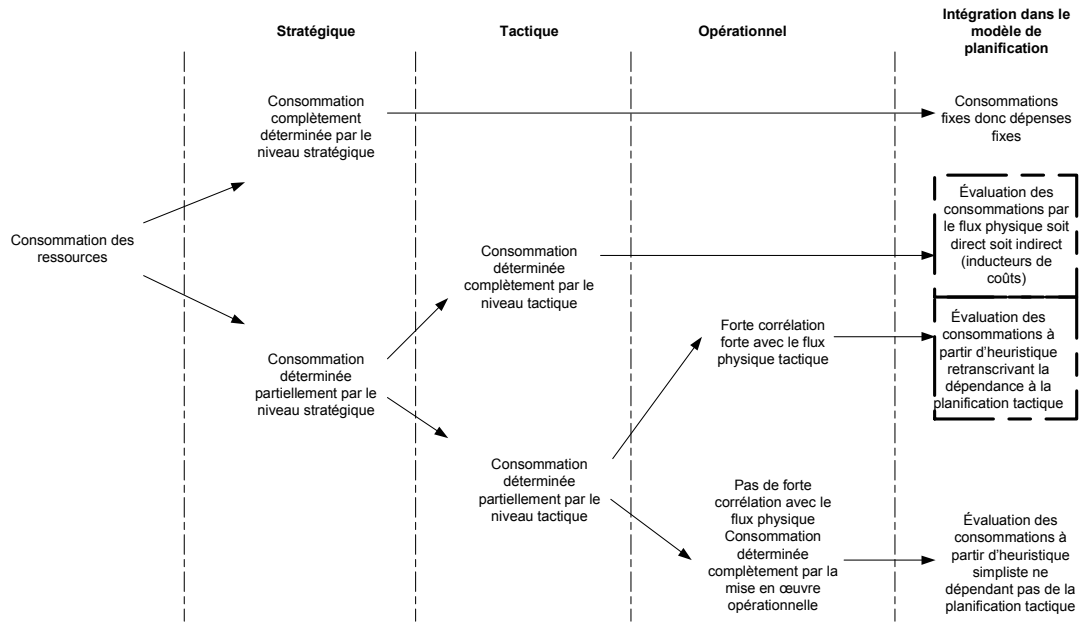 Stratégique
Tactique
Opérationnel
Intégration dans le
modèle de
planification
Consommation
complètement
déterminée par le
niveau stratégique
Consommations
fixes donc dépenses
fixes
Consommation des
ressources
Consommation
déterminée
complètement par le
niveau tactique
Évaluation des
consommations par
le flux physique soit
direct soit indirect
(inducteurs de
coûts)
Consommation
déterminée
partiellement par le
niveau stratégique
Forte corrélation
forte avec le flux
physique tactique
Évaluation des
consommations à
partir d’heuristique
retranscrivant la
dépendance à la
planification tactique
Consommation
déterminée
partiellement par le
niveau tactique
Pas de forte
corrélation avec le
flux physique
Consommation
déterminée
complètement par la
mise en œuvre
opérationnelle
Évaluation des
consommations à
partir d’heuristique
simpliste ne
dépendant pas de la
planification tactique